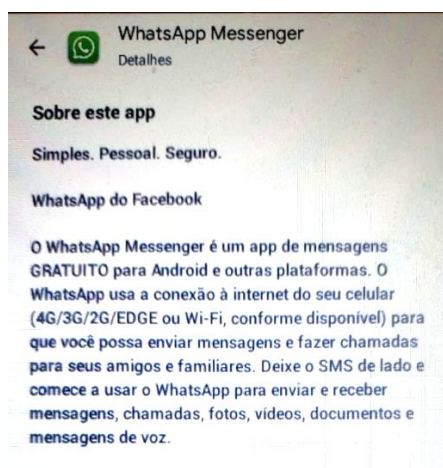 WhatsApp Messenger
Detalhes
Sobre este app
Simples. Pessoal. Seguro.
WhatsApp do Facebook
O WhatsApp Messenger é um app de mensagens
GRATUITO para Android e outras plataformas. O
WhatsApp usa a conexão à internet do seu celular
(4G/3G/2G/EDGE ou Wi-Fi, conforme disponível) para
que você possa enviar mensagens e fazer chamadas
para seus amigos e familiares. Deixe o SMS de lado e
comece a usar o WhatsApp para enviar e receber
mensagens, chamadas, fotos, vídeos, documentos e
mensagens de voz.